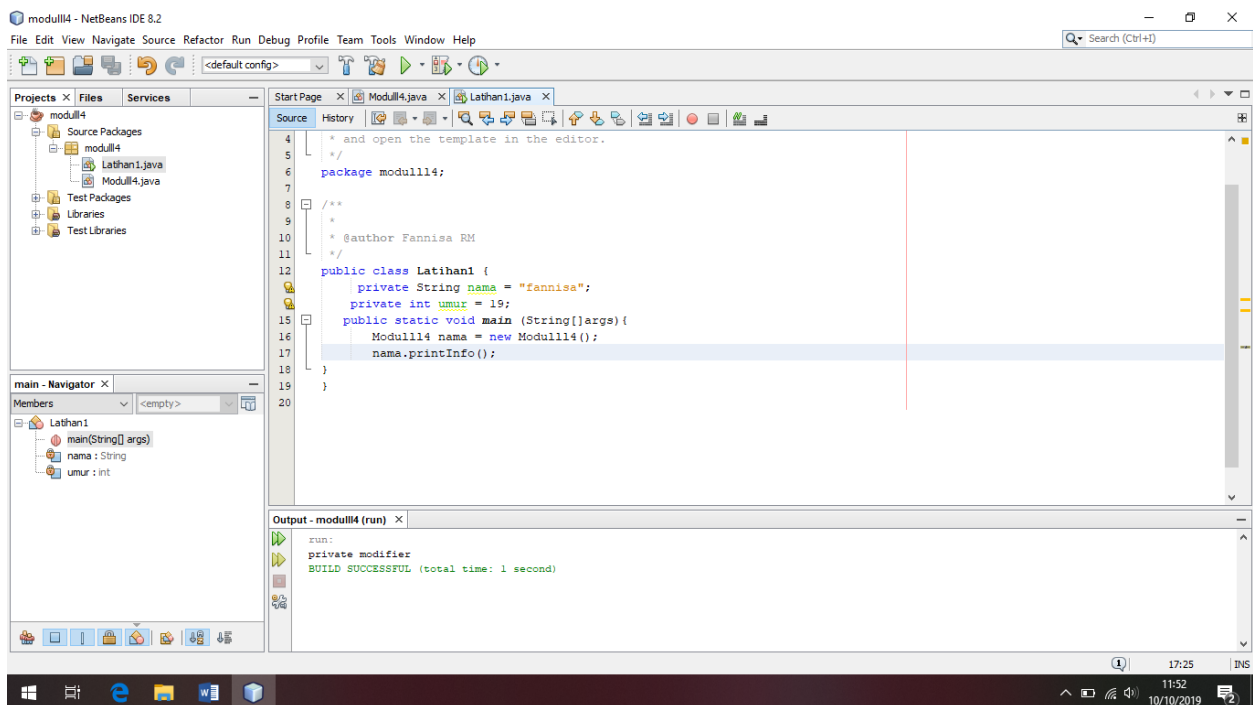 modulll4 - NetBeans IDE 8.2
File Edit View Navigate Source Refactor Run Debug Profile Team Tools Window Help
Search (Ctrl+I)
<default config>
Projects Files Services
modulll4
Source Packages
modulll4
Latihan1.java
Modulll4.java
Test Packages
Libraries
Test Libraries
Start Page Modulll4.java Latihan1.java
Source History
4 * and open the template in the editor.
5 */
6 package modulll4;
7
8 /**
9 *
10 * @author Fannisa RM
11 */
12 public class Latihan1 {
private String nama = "fannisa";
private int umur = 19;
15 public static void main (String[]args){
16 Modulll4 nama = new Modulll4();
17 nama.printInfo();
18 }
19 }
20
main - Navigator
Members <empty>
Latihan1
main(String[] args)
nama : String
umur : int
Output - modulll4 (run)
run:
private modifier
BUILD SUCCESSFUL (total time: 1 second)
1 17:25 INS
11:52
10/10/2019
2